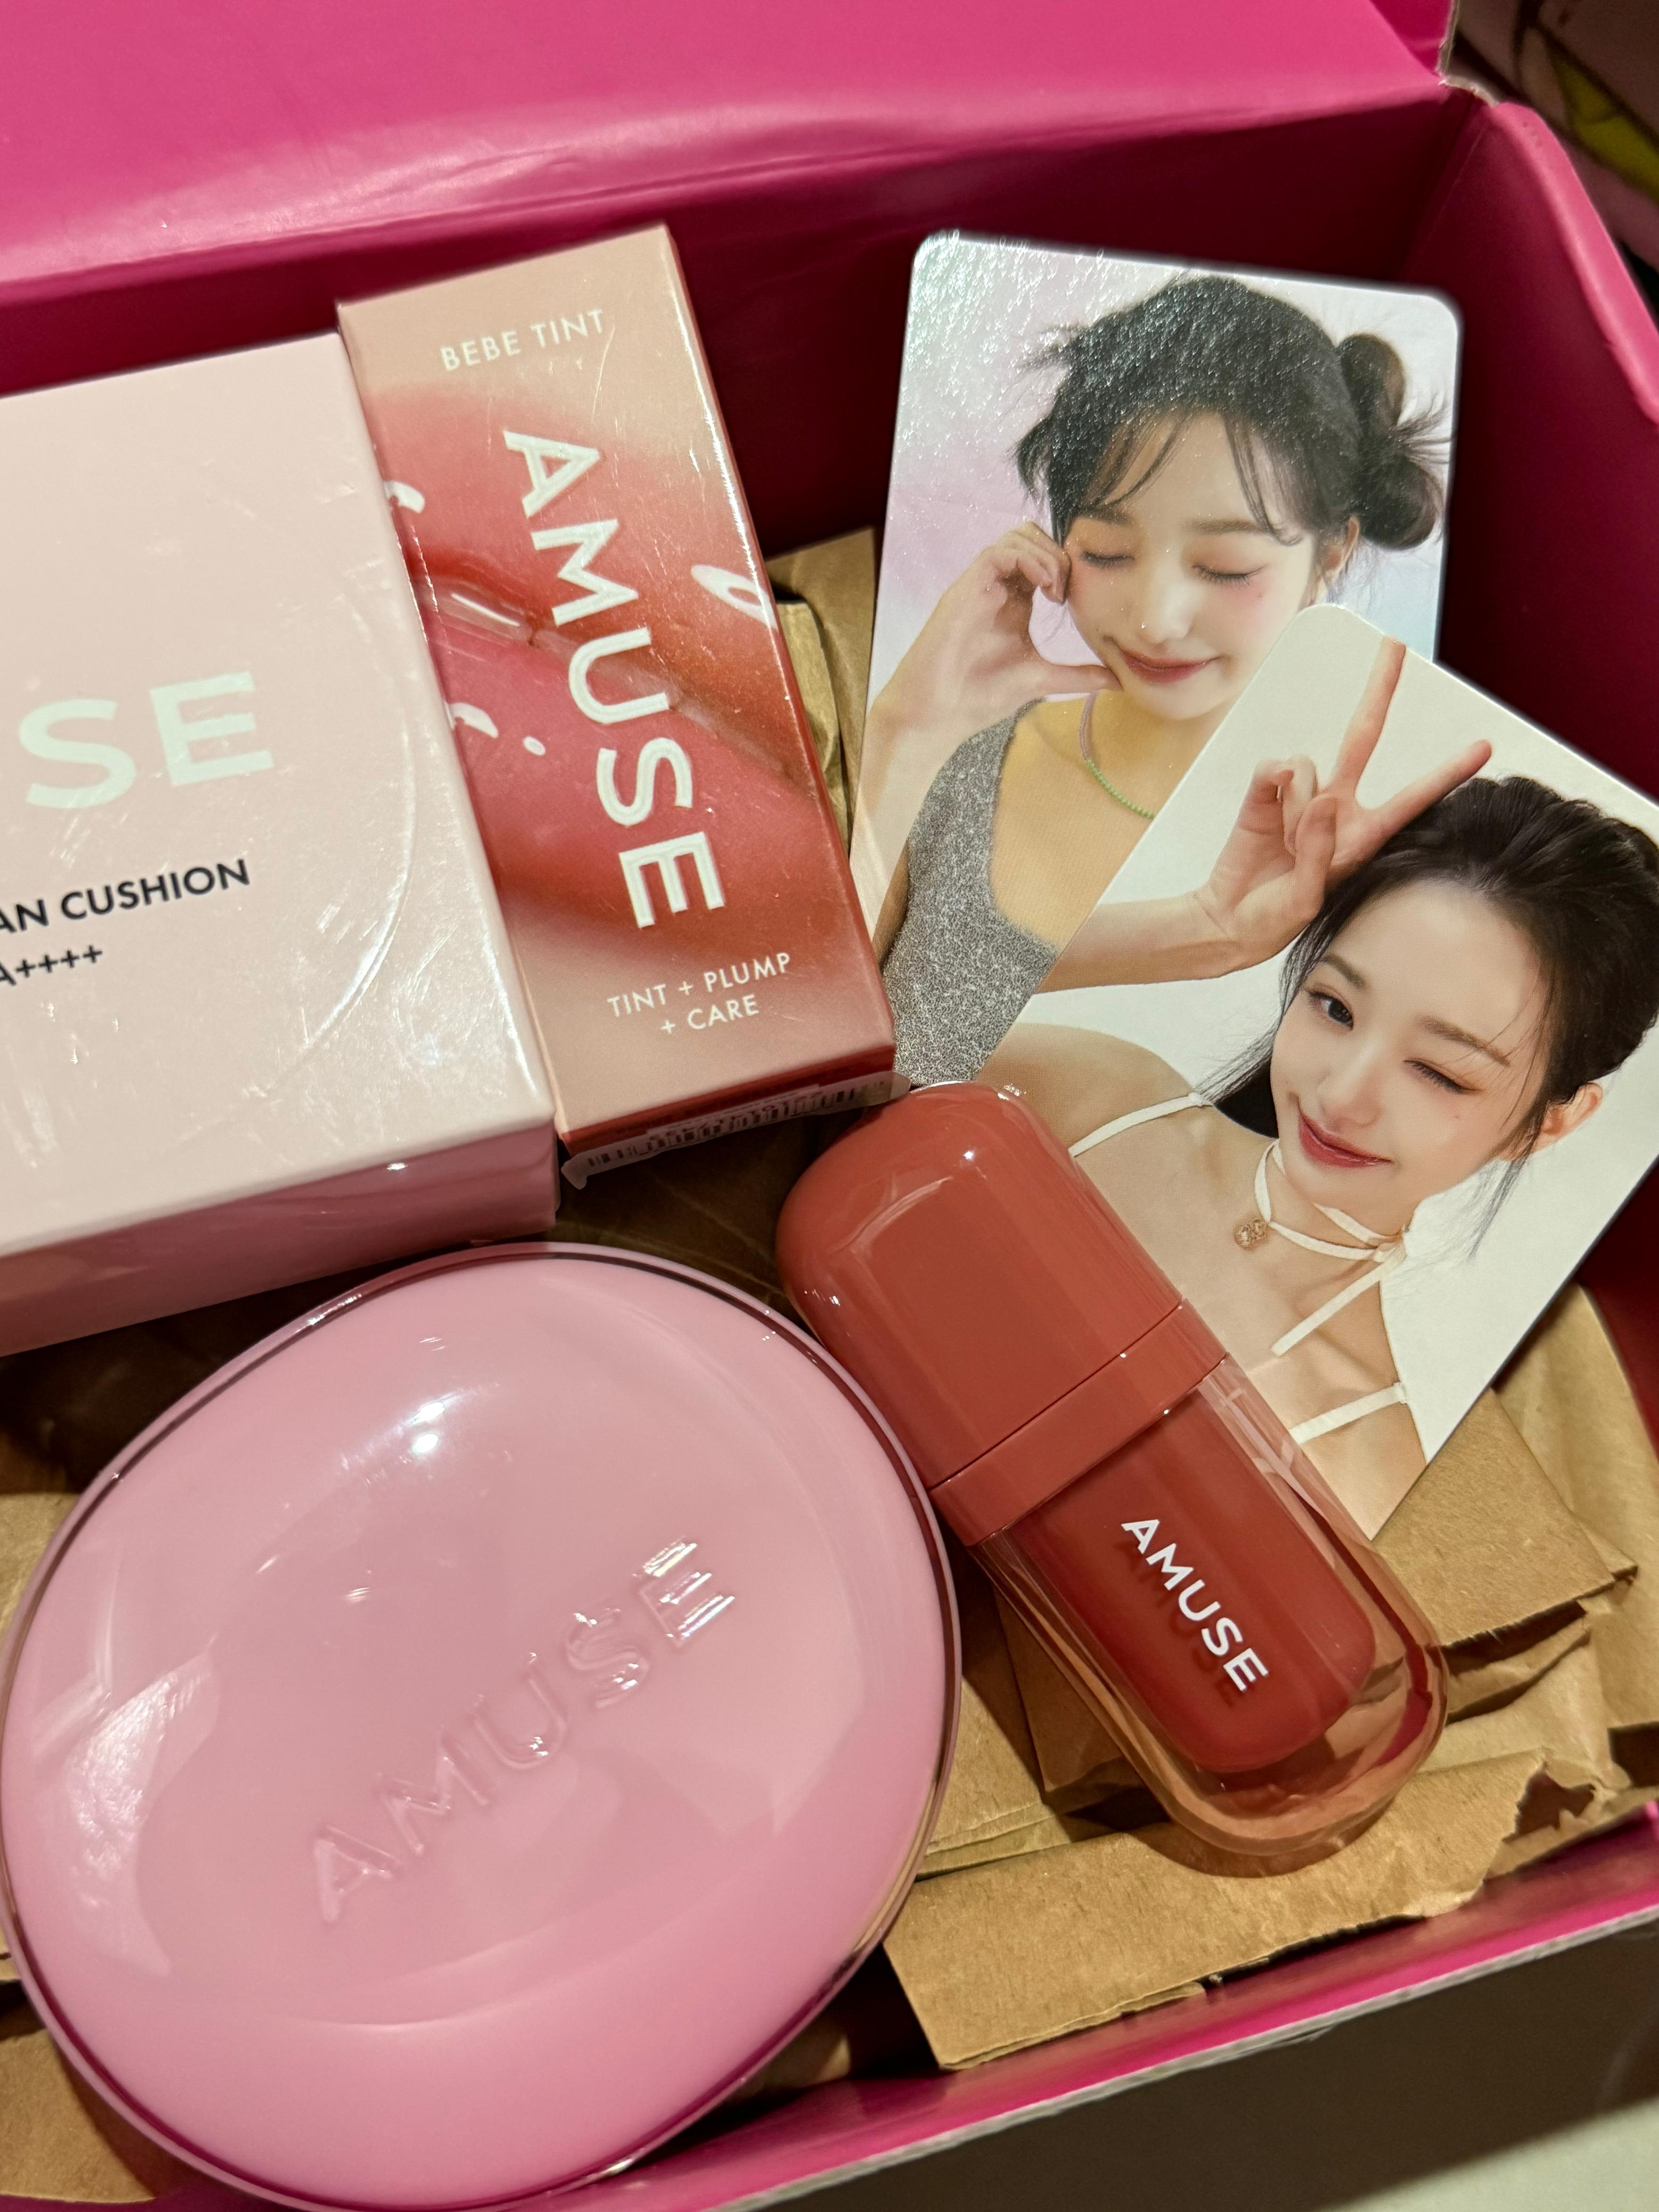 SE
AN CUSHION
A++++
BEBE TINT
AMUSE
TINT + PLUMP
+ CARE
AMUSE
AMUSE